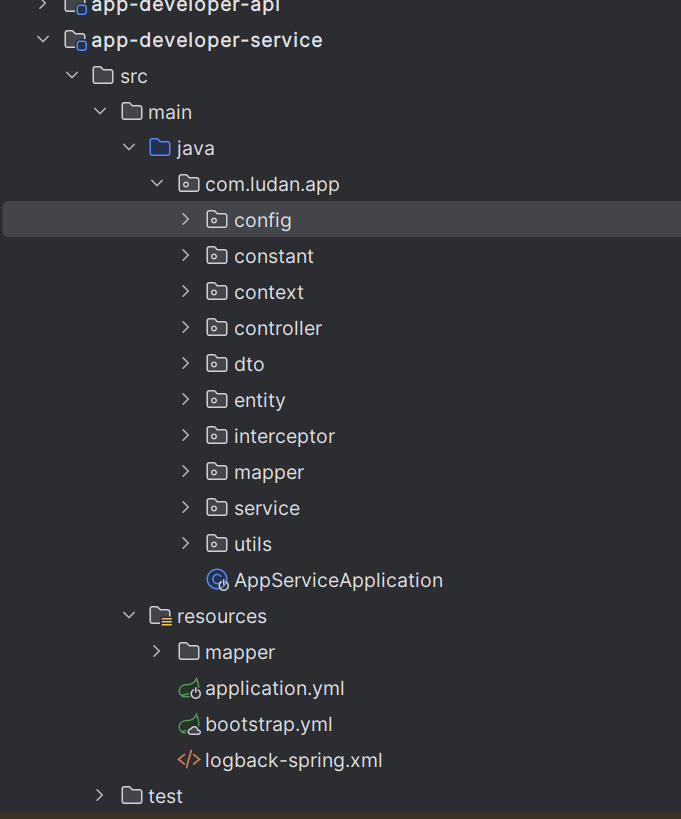 app-developer-api
app-developer-service
src
main
java
com.ludan.app
config
constant
context
controller
dto
entity
interceptor
mapper
service
utils
AppServiceApplication
resources
mapper
application.yml
bootstrap.yml
logback-spring.xml
test